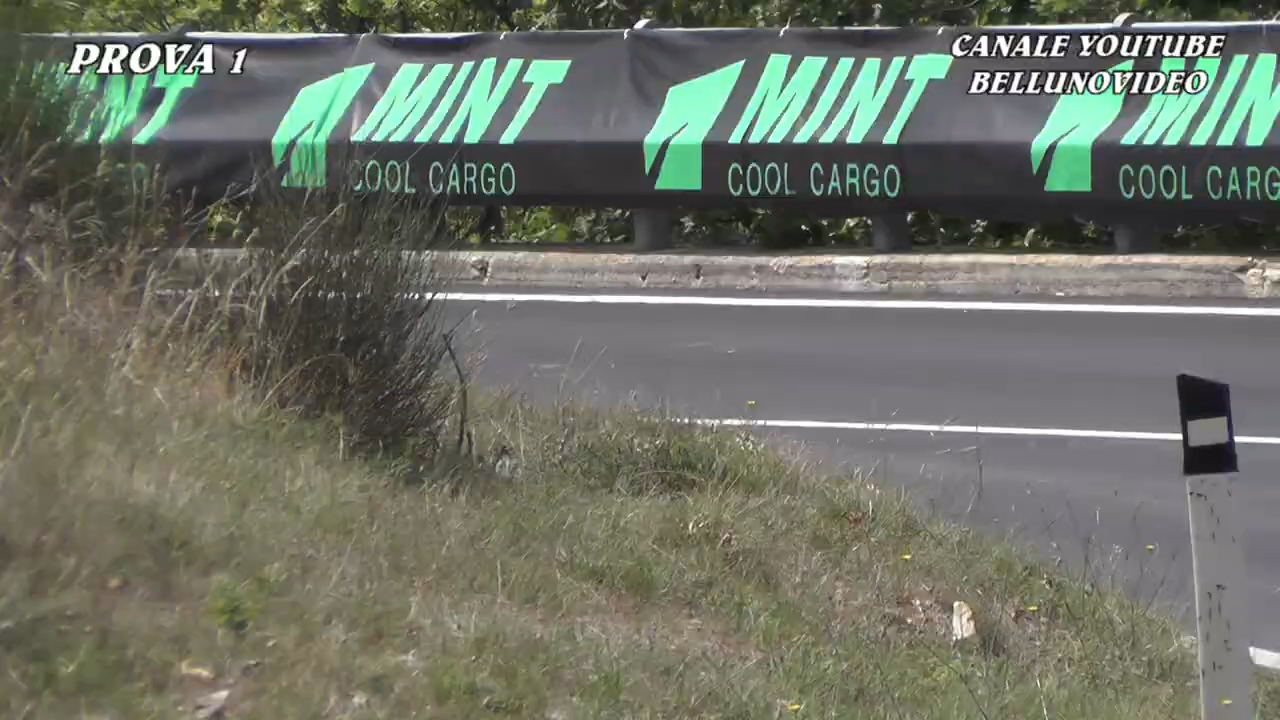 PROVA 1
CANALE YOUTUBE
BELLUNOVIDEO
MINT
COOL CARGO
MINT
COOL CARGO